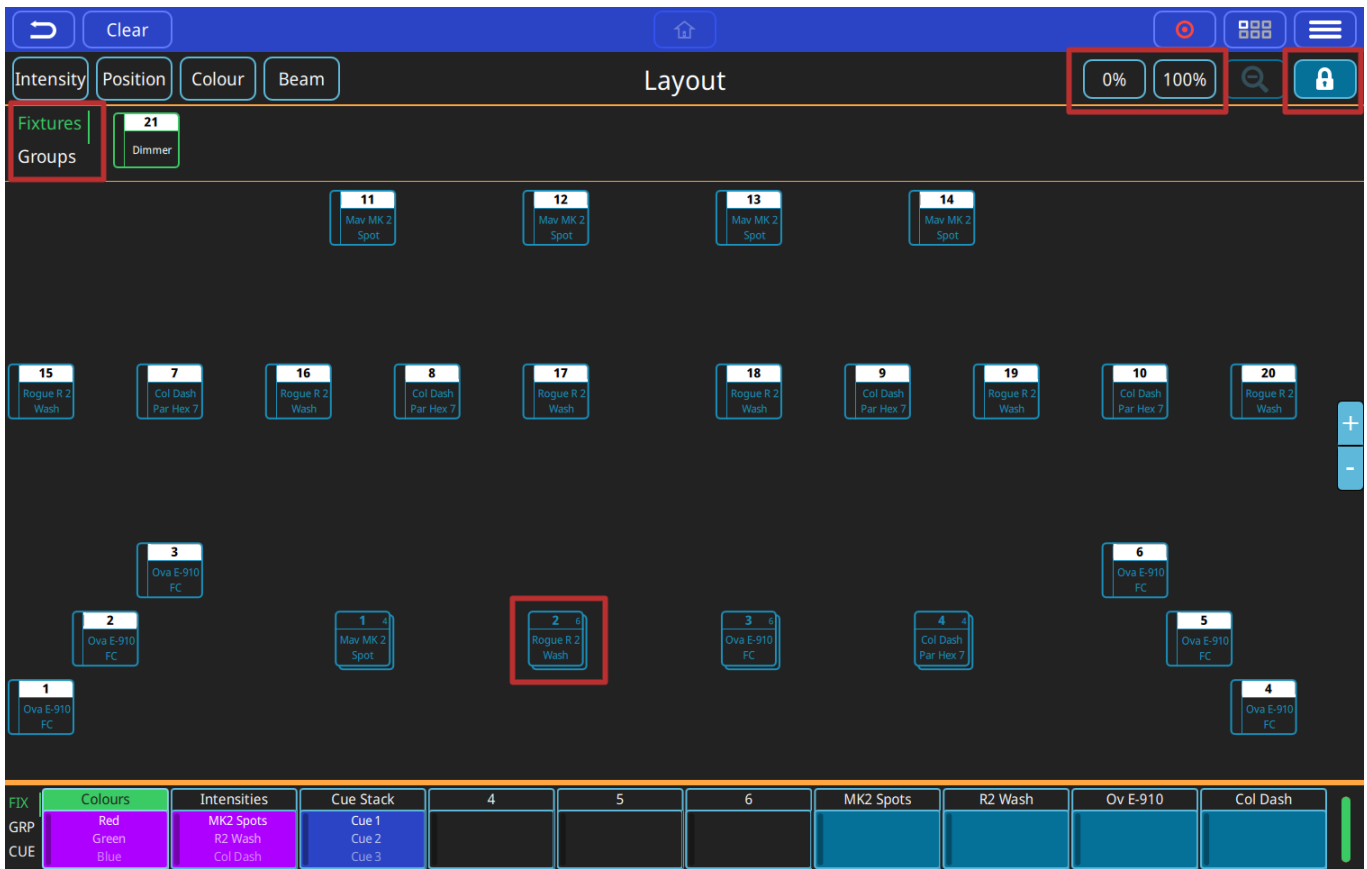 Clear
Intensity Position Colour Beam Layout 0% 100%
Fixtures
Groups
21
Dimmer
11 12 13 14
Mav MK 2 Mav MK 2 Mav MK 2 Mav MK 2
Spot Spot Spot Spot
15 7 16 8 17 18 9 19 10 20
Rogue R 2 Col Dash Rogue R 2 Col Dash Rogue R 2 Rogue R 2 Col Dash Rogue R 2 Col Dash Rogue R 2
Wash Par Hex 7 Wash Par Hex 7 Wash Wash Par Hex 7 Wash Par Hex 7 Wash
+
-
3 6
Ova E-910 Ova E-910
FC FC
2 1 4 2 6 3 6 4 4 5
Ova E-910 Mav MK 2 Rogue R 2 Ova E-910 Col Dash Ova E-910
FC Spot Wash FC Par Hex 7 FC
1 4
Ova E-910 Ova E-910
FC FC
FIX Colours Intensities Cue Stack 4 5 6 MK2 Spots R2 Wash Ov E-910 Col Dash
GRP Red MK2 Spots Cue 1
Green R2 Wash Cue 2
CUE Blue Col Dash Cue 3